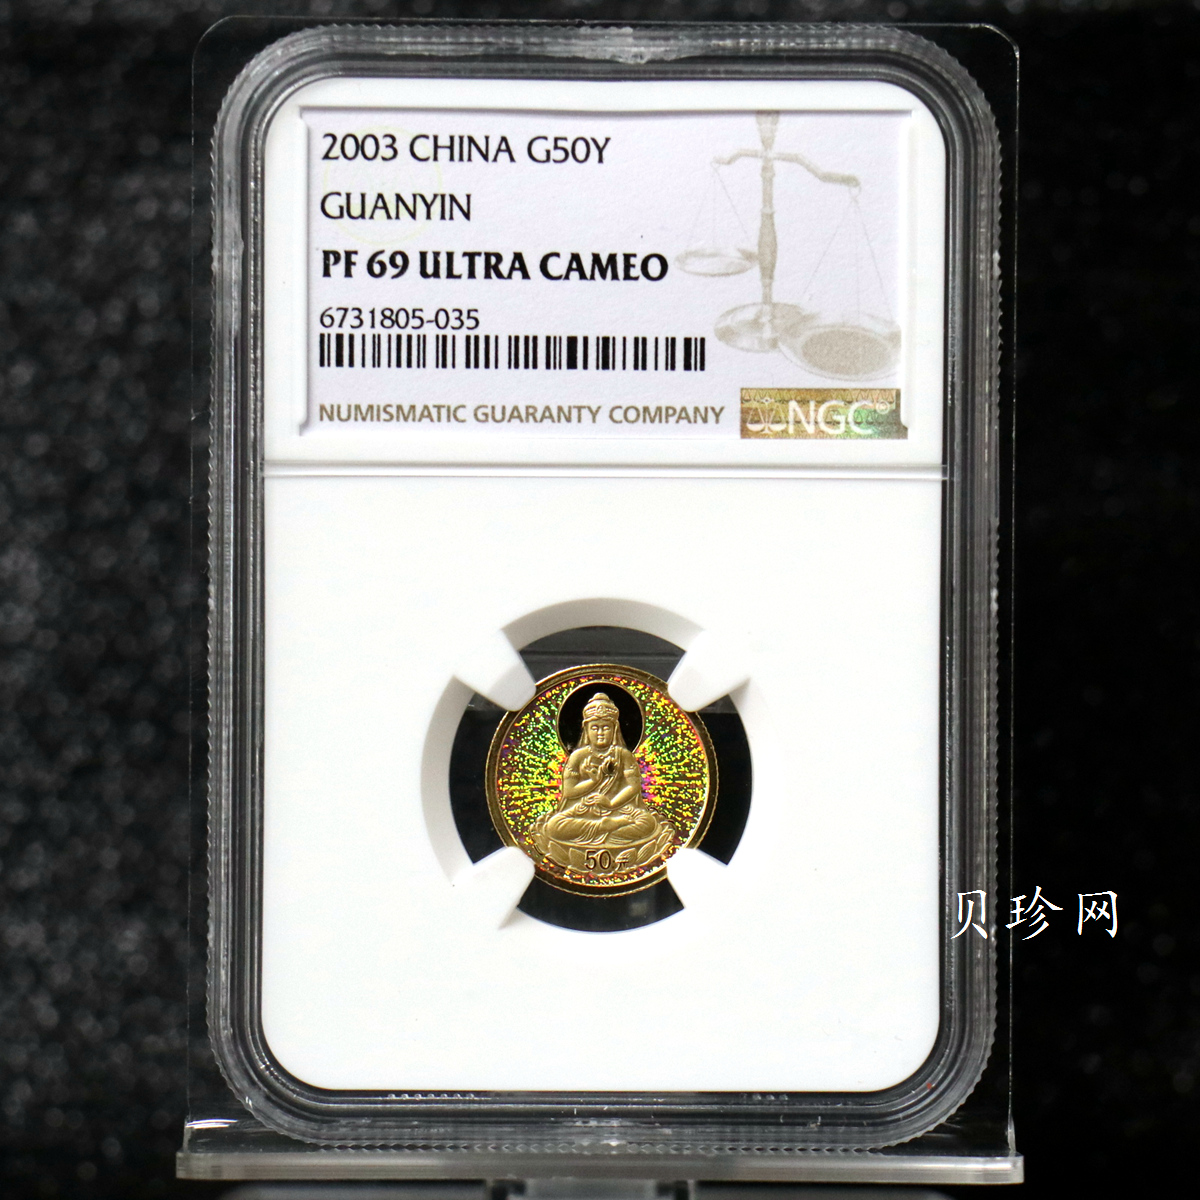 2003 CHINA G50Y
GUANYIN
PF 69 ULTRA CAMEO
6731805-035
NUMISMATIC GUARANTY COMPANY
NGC
50元
贝珍网